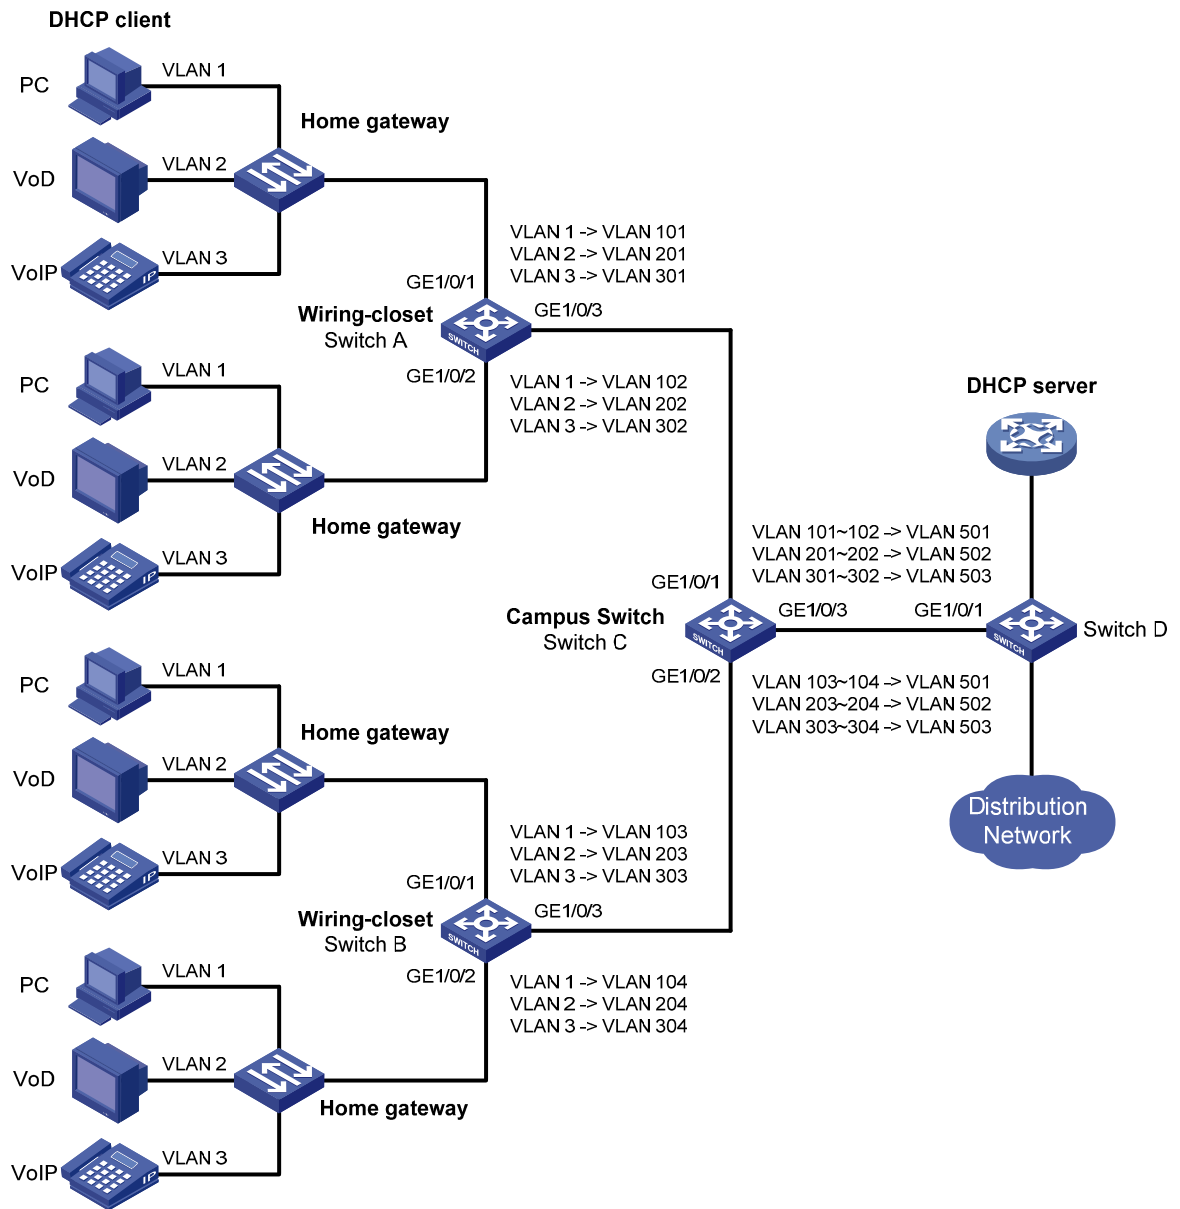 DHCP client
PC
VLAN 1
Home gateway
VoD
VLAN 2
VoIP
VLAN 3
IP
VLAN 1 -> VLAN 101
VLAN 2 -> VLAN 201
VLAN 3 -> VLAN 301
GE1/0/1
Wiring-closet
Switch A
SWITCH
GE1/0/3
GE1/0/2
VLAN 1 -> VLAN 102
VLAN 2 -> VLAN 202
VLAN 3 -> VLAN 302
PC
VLAN 1
VoD
VLAN 2
Home gateway
VoIP
VLAN 3
IP
DHCP server
VLAN 101~102 -> VLAN 501
VLAN 201~202 -> VLAN 502
VLAN 301~302 -> VLAN 503
GE1/0/1
Campus Switch
Switch C
SWITCH
GE1/0/3
GE1/0/1
SWITCH
Switch D
GE1/0/2
VLAN 103~104 -> VLAN 501
VLAN 203~204 -> VLAN 502
VLAN 303~304 -> VLAN 503
Distribution
Network
PC
VLAN 1
Home gateway
VoD
VLAN 2
VoIP
VLAN 3
IP
VLAN 1 -> VLAN 103
VLAN 2 -> VLAN 203
VLAN 3 -> VLAN 303
GE1/0/1
Wiring-closet
Switch B
SWITCH
GE1/0/3
GE1/0/2
VLAN 1 -> VLAN 104
VLAN 2 -> VLAN 204
VLAN 3 -> VLAN 304
PC
VLAN 1
VoD
VLAN 2
Home gateway
VoIP
VLAN 3
IP